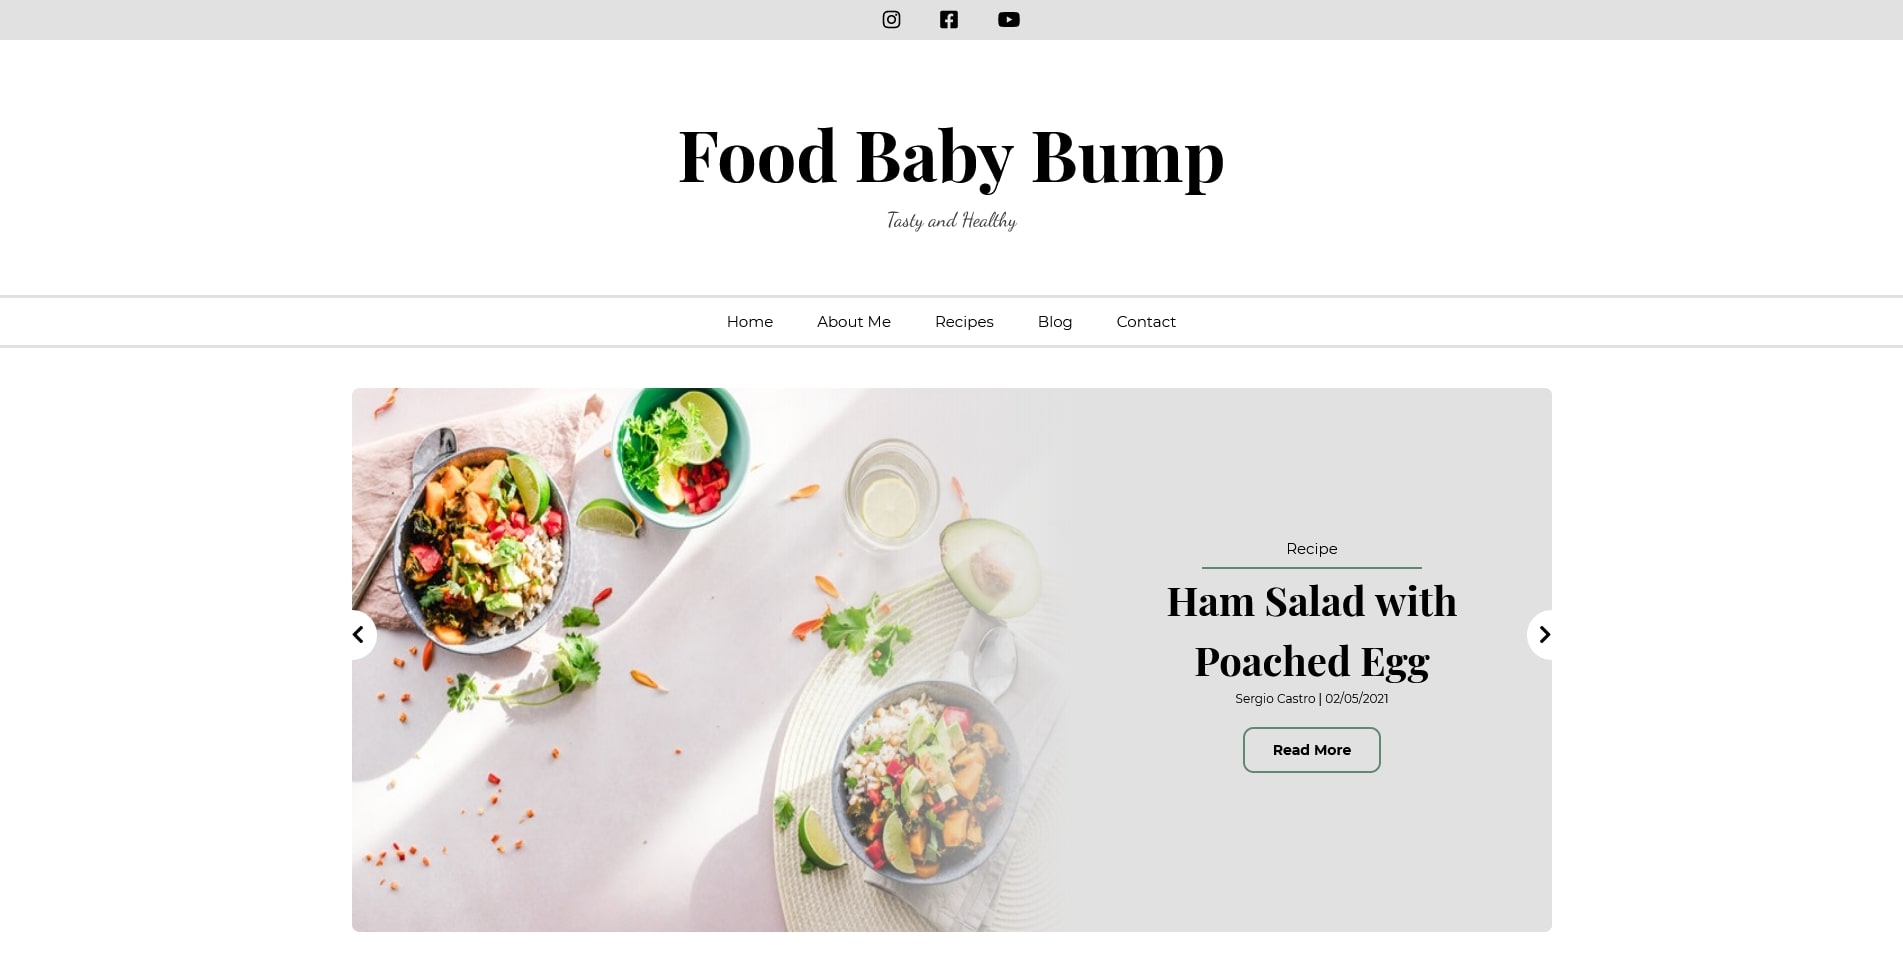 Food Baby Bump
Tasty and Healthy
Home About Me Recipes Blog Contact
Recipe
Ham Salad with
Poached Egg
Sergio Castro | 02/05/2021
Read More